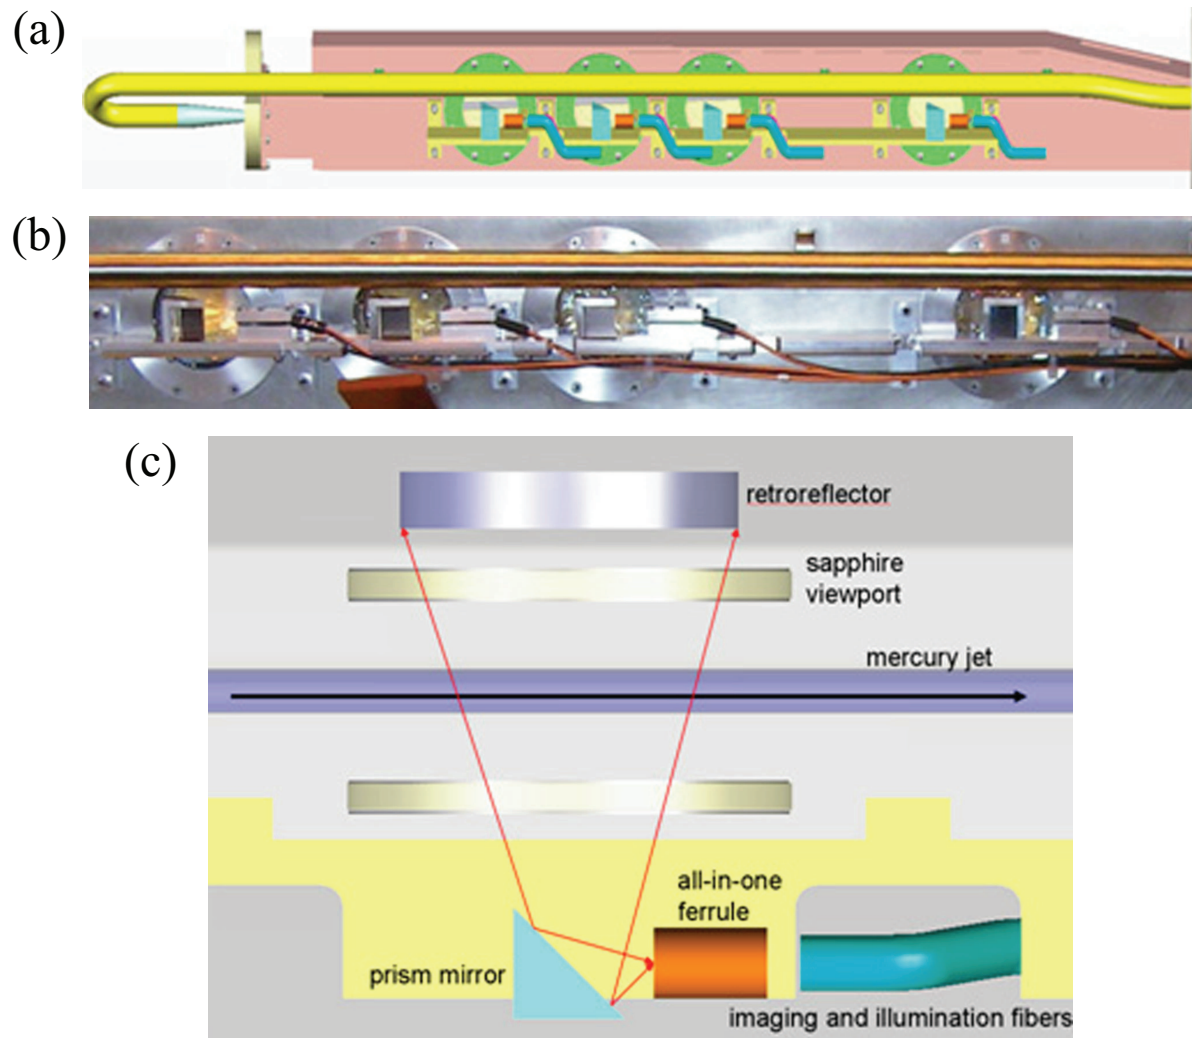 (a)
(b)
(c)
retroreflector
sapphire
viewport
mercury jet
all-in-one
ferrule
prism mirror
imaging and illumination fibers